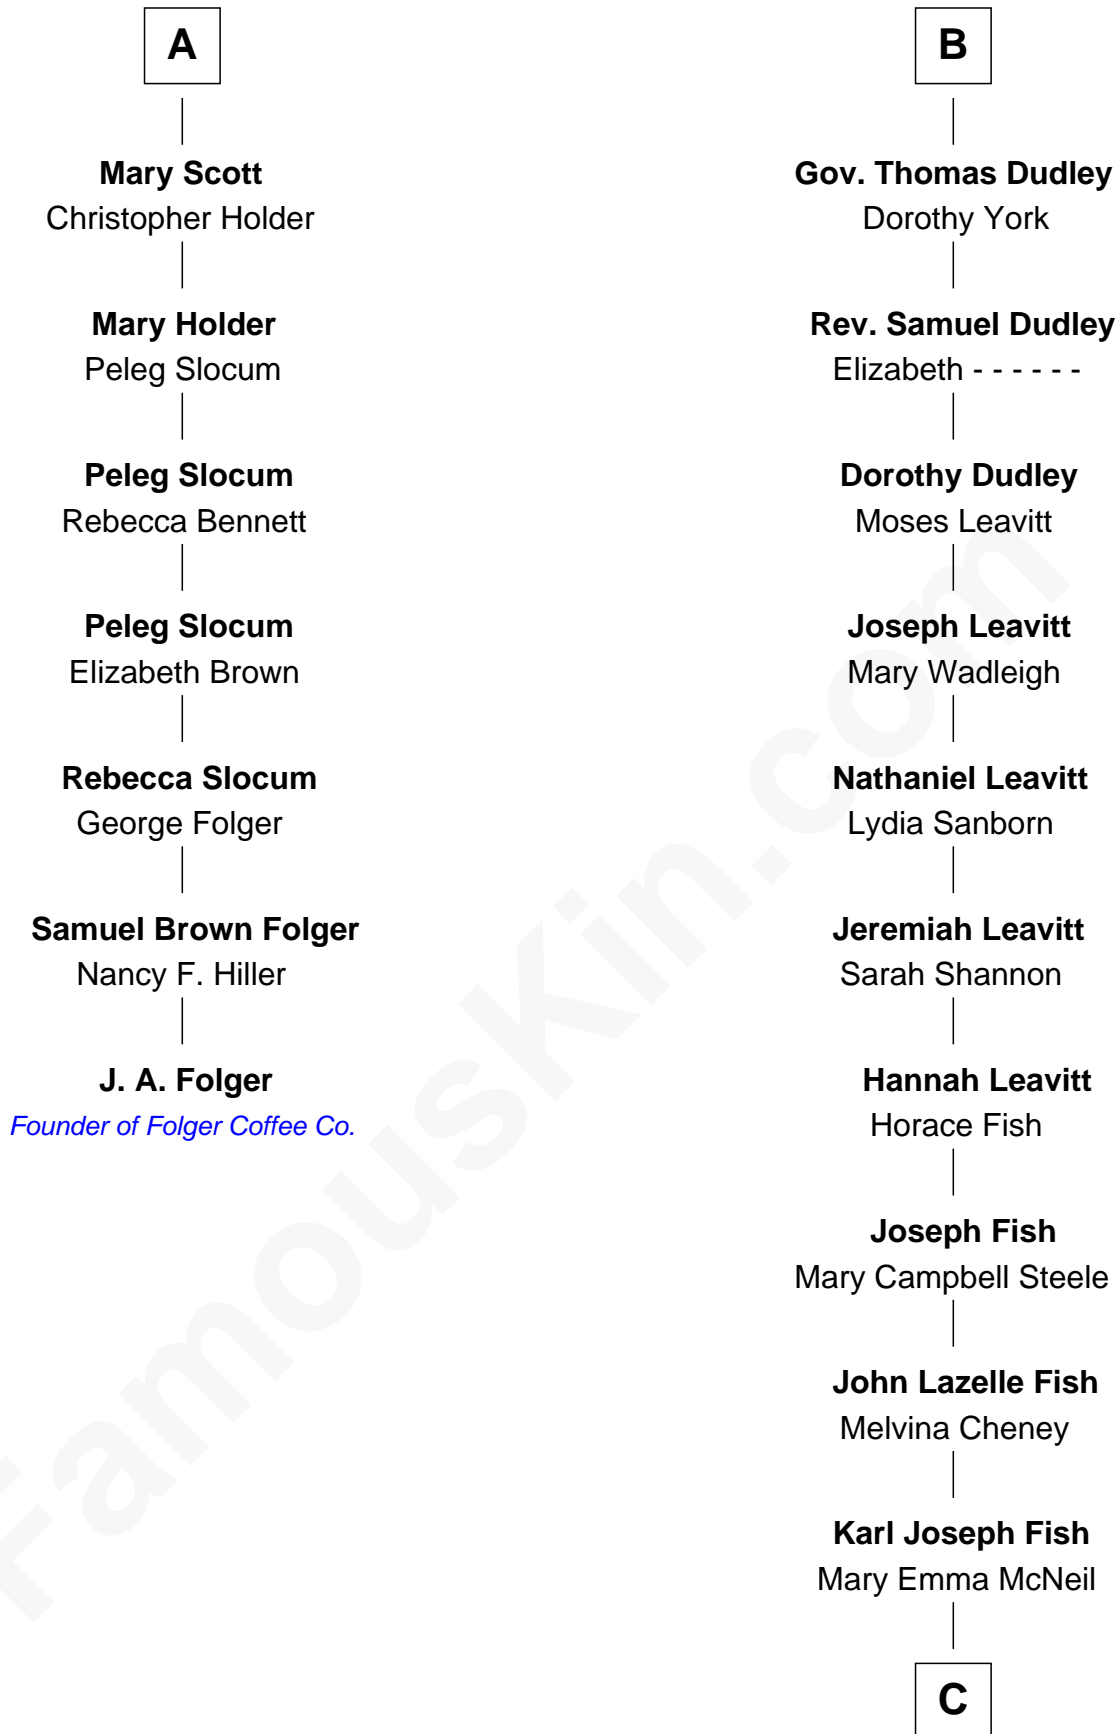 A
Mary Scott
Christopher Holder
Mary Holder
Peleg Slocum
Peleg Slocum
Rebecca Bennett
Peleg Slocum
Elizabeth Brown
Rebecca Slocum
George Folger
Samuel Brown Folger
Nancy F. Hiller
J. A. Folger
Founder of Folger Coffee Co.
B
Gov. Thomas Dudley
Dorothy York
Rev. Samuel Dudley
Elizabeth - - - - - -
Dorothy Dudley
Moses Leavitt
Joseph Leavitt
Mary Wadleigh
Nathaniel Leavitt
Lydia Sanborn
Jeremiah Leavitt
Sarah Shannon
Hannah Leavitt
Horace Fish
Joseph Fish
Mary Campbell Steele
John Lazelle Fish
Melvina Cheney
Karl Joseph Fish
Mary Emma McNeil
C
FamousKin.com